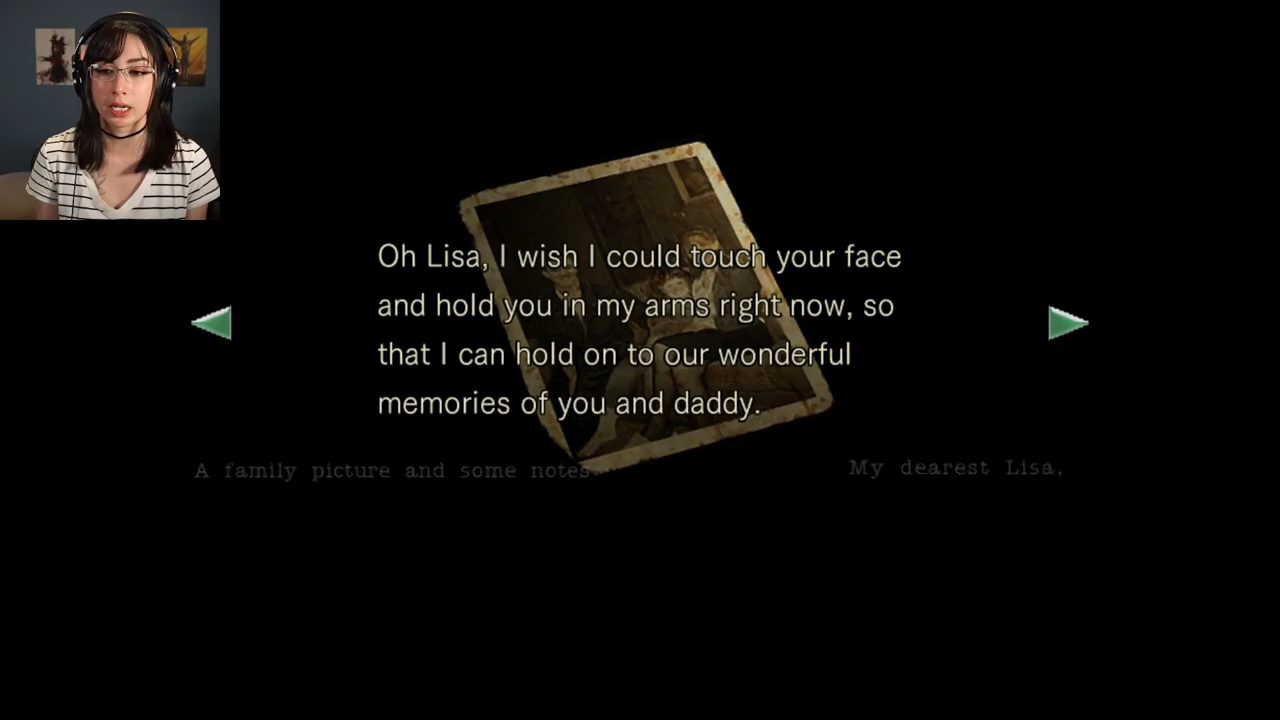 Oh Lisa, I wish I could touch your face
and hold you in my arms right now, so
that I can hold on to our wonderful
memories of you and daddy.
A family picture and some notes
My dearest Lisa,